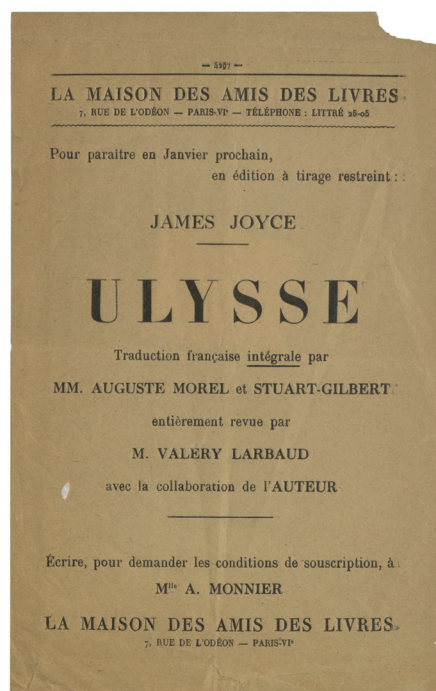 — 4257 —
LA MAISON DES AMIS DES LIVRES
7, RUE DE L'ODÉON — PARIS-VIᵉ — TÉLÉPHONE : LITTRÉ 25-05
Pour paraître en Janvier prochain,
en édition à tirage restreint :
JAMES JOYCE
ULYSSE
Traduction française intégrale par
MM. AUGUSTE MOREL et STUART-GILBERT
entièrement revue par
M. VALERY LARBAUD
avec la collaboration de l'AUTEUR
Écrire, pour demander les conditions de souscription, à
Mˡˡᵉ A. MONNIER
LA MAISON DES AMIS DES LIVRES
7, RUE DE L'ODÉON — PARIS-VIᵉ